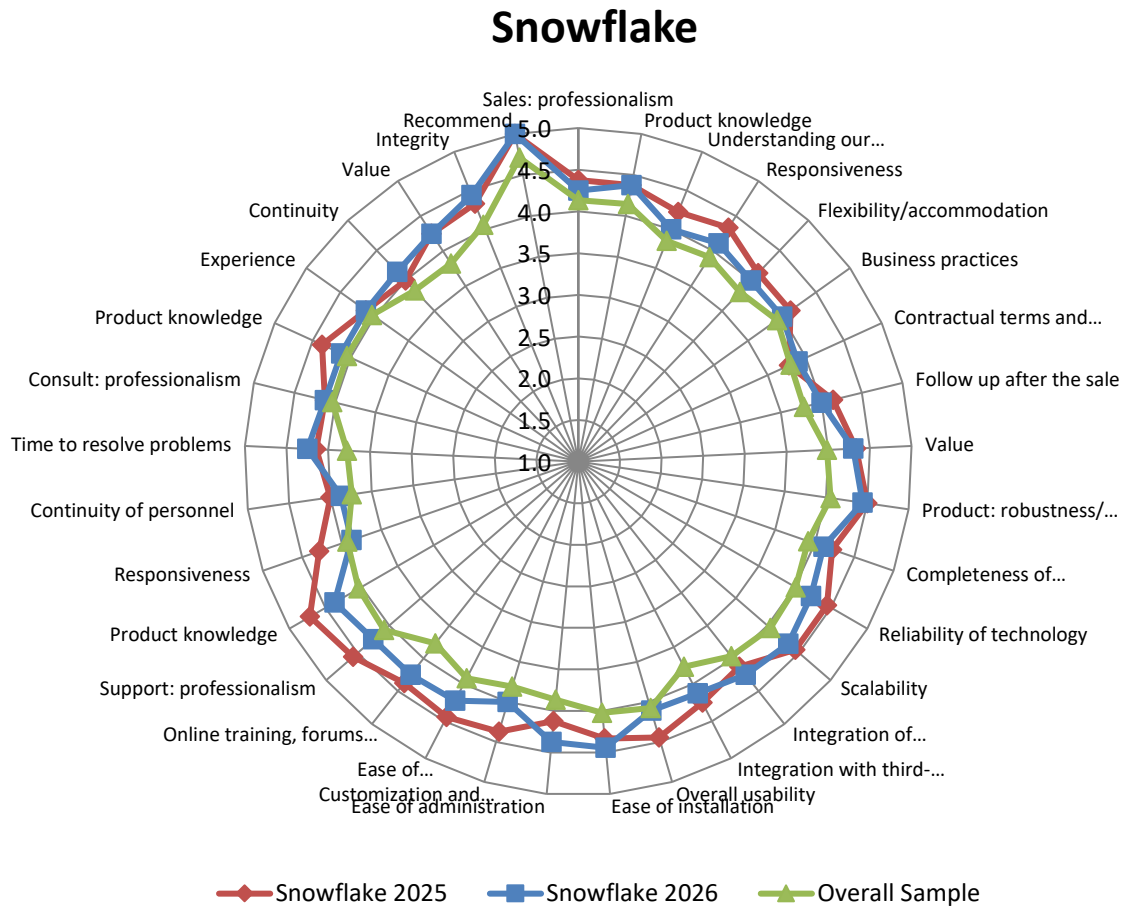 Snowflake
Sales: professionalism
Product knowledge
Understanding our...
Responsiveness
Flexibility/accommodation
Business practices
Contractual terms and...
Follow up after the sale
Value
Product: robustness/...
Completeness of...
Reliability of technology
Scalability
Integration of...
Integration with third-...
Overall usability
Ease of installation
Ease of administration
Customization and...
Ease of...
Online training, forums...
Support: professionalism
Product knowledge
Responsiveness
Continuity of personnel
Time to resolve problems
Consult: professionalism
Product knowledge
Experience
Continuity
Value
Integrity
Recommend
5.0
4.5
4.0
3.5
3.0
2.5
2.0
1.5
1.0
Snowflake 2025
Snowflake 2026
Overall Sample